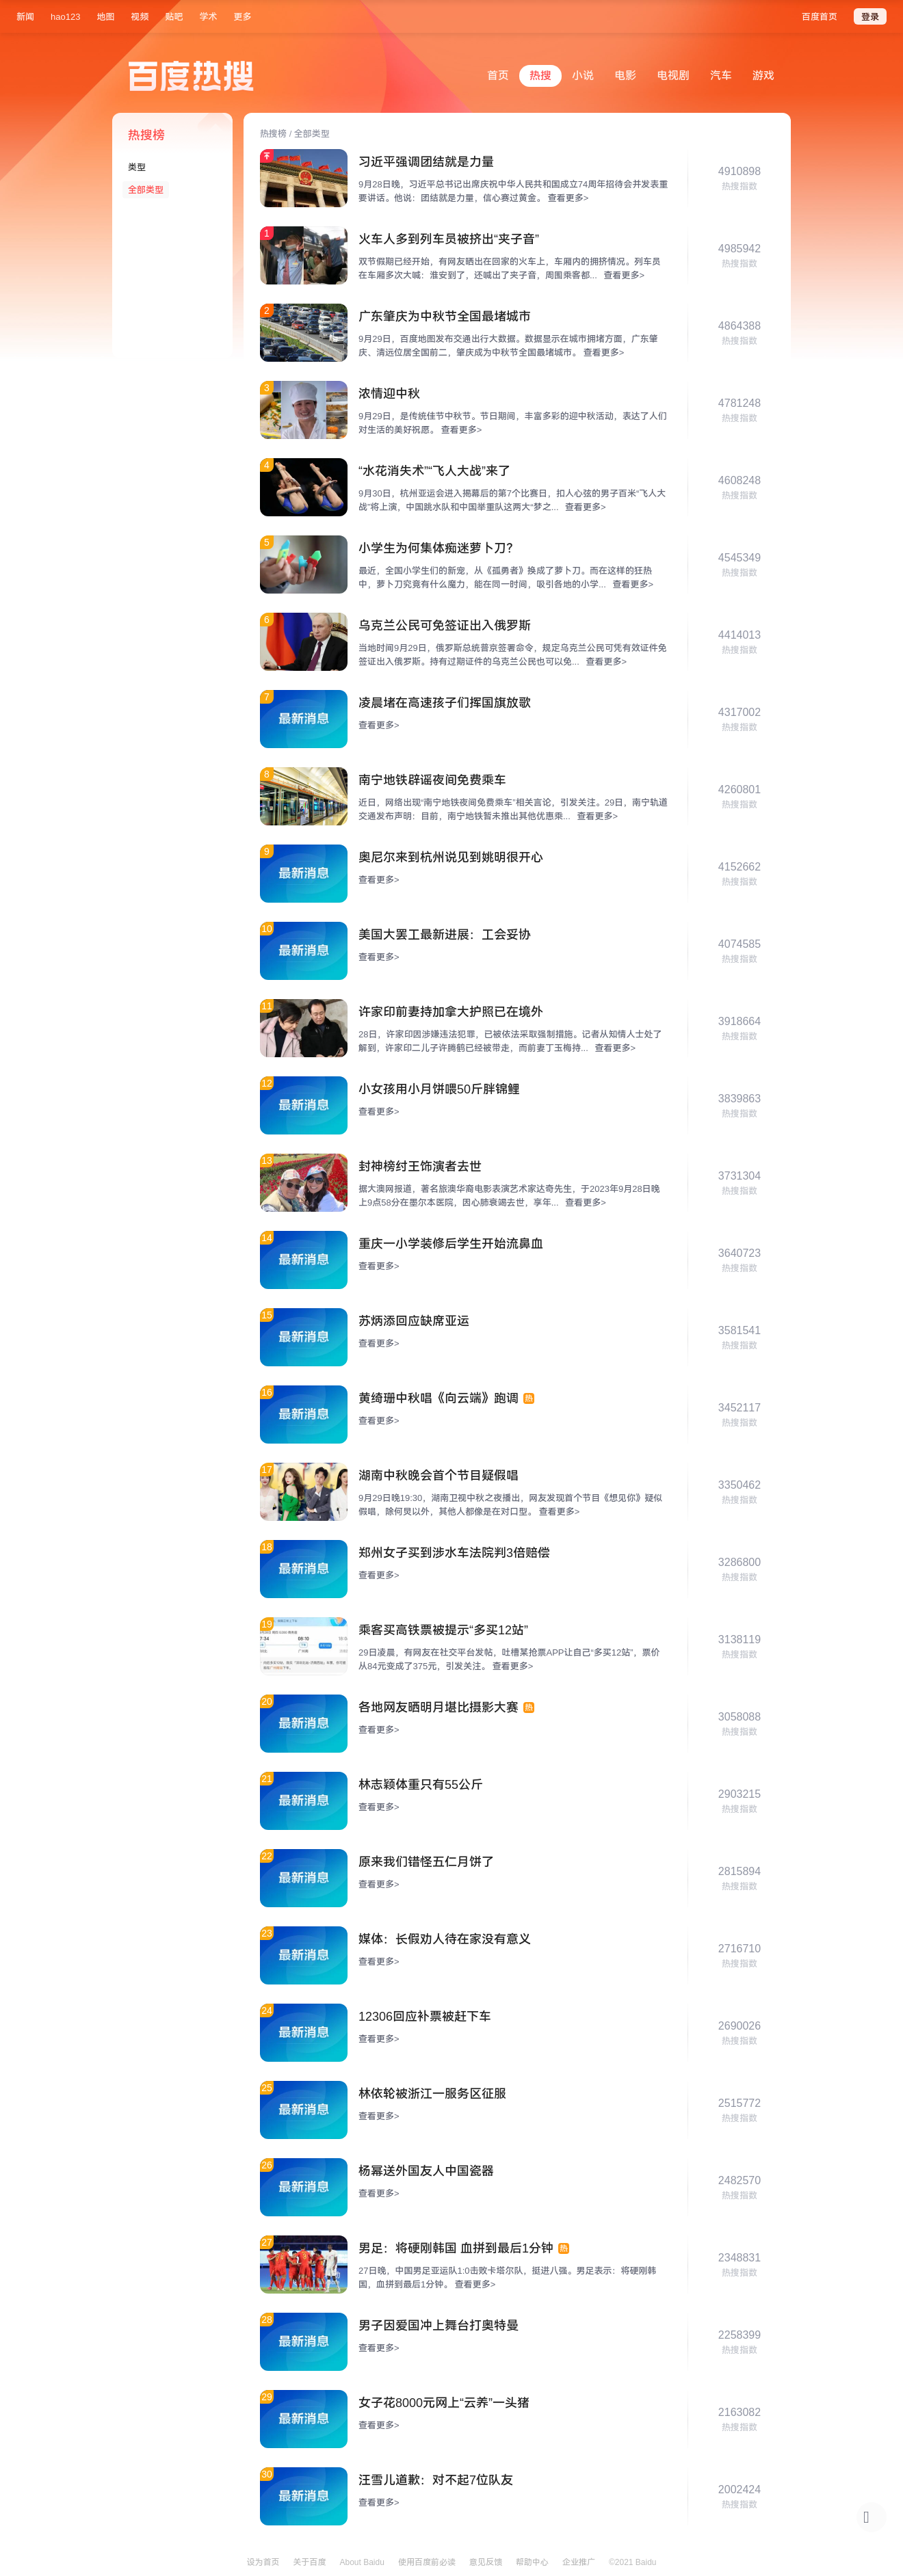 新闻 hao123 地图 视频 贴吧 学术 更多 百度首页 登录
百度热搜 首页 热搜 小说 电影 电视剧 汽车 游戏
热搜榜
类型
全部类型
热搜榜 / 全部类型
习近平强调团结就是力量
9月28日晚，习近平总书记出席庆祝中华人民共和国成立74周年招待会并发表重
要讲话。他说：团结就是力量，信心赛过黄金。 查看更多>
4910898
热搜指数
1
火车人多到列车员被挤出“夹子音”
双节假期已经开始，有网友晒出在回家的火车上，车厢内的拥挤情况。列车员
在车厢多次大喊：淮安到了，还喊出了夹子音，周围乘客都... 查看更多>
4985942
热搜指数
2
广东肇庆为中秋节全国最堵城市
9月29日，百度地图发布交通出行大数据。数据显示在城市拥堵方面，广东肇
庆、清远位居全国前二，肇庆成为中秋节全国最堵城市。 查看更多>
4864388
热搜指数
3
浓情迎中秋
9月29日，是传统佳节中秋节。节日期间，丰富多彩的迎中秋活动，表达了人们
对生活的美好祝愿。 查看更多>
4781248
热搜指数
4
“水花消失术”“飞人大战”来了
9月30日，杭州亚运会进入揭幕后的第7个比赛日，扣人心弦的男子百米“飞人大
战”将上演，中国跳水队和中国举重队这两大“梦之... 查看更多>
4608248
热搜指数
5
小学生为何集体痴迷萝卜刀？
最近，全国小学生们的新宠，从《孤勇者》换成了萝卜刀。而在这样的狂热
中，萝卜刀究竟有什么魔力，能在同一时间，吸引各地的小学... 查看更多>
4545349
热搜指数
6
乌克兰公民可免签证出入俄罗斯
当地时间9月29日，俄罗斯总统普京签署命令，规定乌克兰公民可凭有效证件免
签证出入俄罗斯。持有过期证件的乌克兰公民也可以免... 查看更多>
4414013
热搜指数
7
最新消息
凌晨堵在高速孩子们挥国旗放歌
查看更多>
4317002
热搜指数
8
南宁地铁辟谣夜间免费乘车
近日，网络出现“南宁地铁夜间免费乘车”相关言论，引发关注。29日，南宁轨道
交通发布声明：目前，南宁地铁暂未推出其他优惠乘... 查看更多>
4260801
热搜指数
9
最新消息
奥尼尔来到杭州说见到姚明很开心
查看更多>
4152662
热搜指数
10
最新消息
美国大罢工最新进展：工会妥协
查看更多>
4074585
热搜指数
11
许家印前妻持加拿大护照已在境外
28日，许家印因涉嫌违法犯罪，已被依法采取强制措施。记者从知情人士处了
解到，许家印二儿子许腾鹤已经被带走，而前妻丁玉梅持... 查看更多>
3918664
热搜指数
12
最新消息
小女孩用小月饼喂50斤胖锦鲤
查看更多>
3839863
热搜指数
13
封神榜纣王饰演者去世
据大澳网报道，著名旅澳华裔电影表演艺术家达奇先生，于2023年9月28日晚
上9点58分在墨尔本医院，因心肺衰竭去世，享年... 查看更多>
3731304
热搜指数
14
最新消息
重庆一小学装修后学生开始流鼻血
查看更多>
3640723
热搜指数
15
最新消息
苏炳添回应缺席亚运
查看更多>
3581541
热搜指数
16
最新消息
黄绮珊中秋唱《向云端》跑调 热
查看更多>
3452117
热搜指数
17
湖南中秋晚会首个节目疑假唱
9月29日晚19:30，湖南卫视中秋之夜播出，网友发现首个节目《想见你》疑似
假唱，除何炅以外，其他人都像是在对口型。 查看更多>
3350462
热搜指数
18
最新消息
郑州女子买到涉水车法院判3倍赔偿
查看更多>
3286800
热搜指数
19
乘客买高铁票被提示“多买12站”
29日凌晨，有网友在社交平台发帖，吐槽某抢票APP让自己“多买12站”，票价
从84元变成了375元，引发关注。 查看更多>
3138119
热搜指数
20
最新消息
各地网友晒明月堪比摄影大赛 热
查看更多>
3058088
热搜指数
21
最新消息
林志颖体重只有55公斤
查看更多>
2903215
热搜指数
22
最新消息
原来我们错怪五仁月饼了
查看更多>
2815894
热搜指数
23
最新消息
媒体：长假劝人待在家没有意义
查看更多>
2716710
热搜指数
24
最新消息
12306回应补票被赶下车
查看更多>
2690026
热搜指数
25
最新消息
林依轮被浙江一服务区征服
查看更多>
2515772
热搜指数
26
最新消息
杨幂送外国友人中国瓷器
查看更多>
2482570
热搜指数
27
男足：将硬刚韩国 血拼到最后1分钟 热
27日晚，中国男足亚运队1:0击败卡塔尔队，挺进八强。男足表示：将硬刚韩
国，血拼到最后1分钟。 查看更多>
2348831
热搜指数
28
最新消息
男子因爱国冲上舞台打奥特曼
查看更多>
2258399
热搜指数
29
最新消息
女子花8000元网上“云养”一头猪
查看更多>
2163082
热搜指数
30
最新消息
汪雪儿道歉：对不起7位队友
查看更多>
2002424
热搜指数
设为首页 关于百度 About Baidu 使用百度前必读 意见反馈 帮助中心 企业推广 ©2021 Baidu